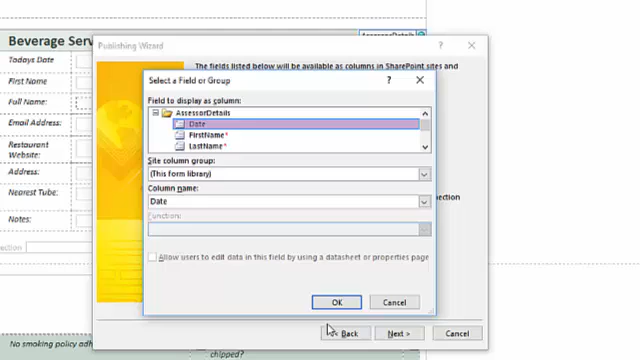 Beverage Serv
AssessorDetails
Todays Date
First Name
Full Name:
Email Address:
Restaurant
Website:
Address:
Nearest Tube:
Notes:
ection
No smoking policy adh
chipped?
Publishing Wizard
The fields listed below will be available as columns in SharePoint sites and
nection
Select a Field or Group
Field to display as column:
AssessorDetails
Date
FirstName*
LastName*
Site column group:
(This form library)
Column name:
Date
Function:
Allow users to edit data in this field by using a datasheet or properties page
OK
Cancel
< Back
Next >
Cancel